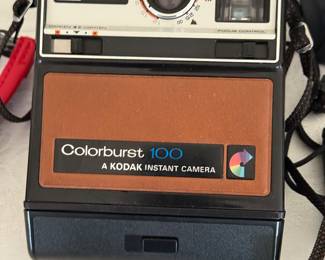 FOCUS CONTROL
Colorburst 100
A KODAK INSTANT CAMERA